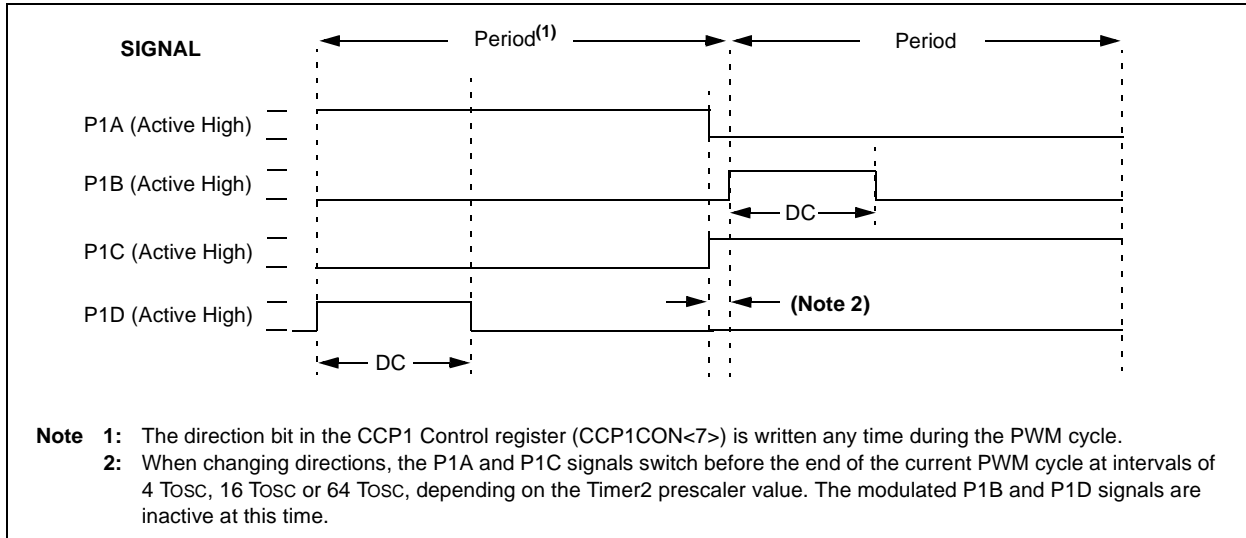 SIGNAL
Period(1)
Period
P1A (Active High)
P1B (Active High)
DC
P1C (Active High)
P1D (Active High)
(Note 2)
DC
Note 1: The direction bit in the CCP1 Control register (CCP1CON<7>) is written any time during the PWM cycle.
2: When changing directions, the P1A and P1C signals switch before the end of the current PWM cycle at intervals of
4 TOSC, 16 TOSC or 64 TOSC, depending on the Timer2 prescaler value. The modulated P1B and P1D signals are
inactive at this time.